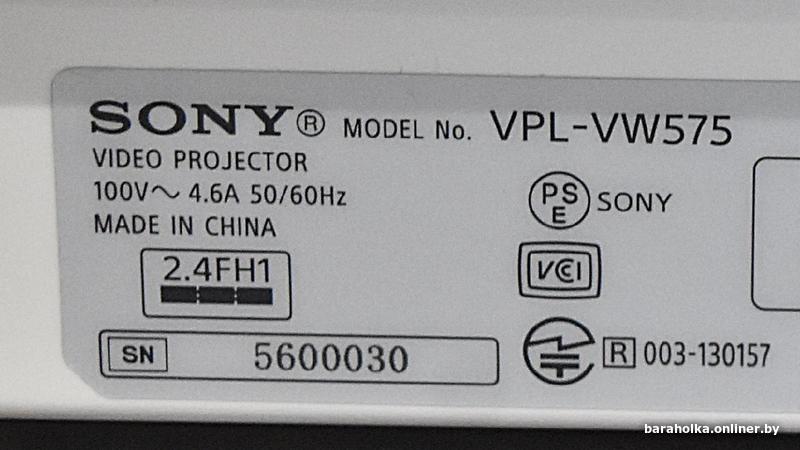 SONY® MODEL No. VPL-VW575
VIDEO PROJECTOR
100V～ 4.6A 50/60Hz
MADE IN CHINA
PS
E
SONY
2.4FH1
VCCI
SN 5600030
R 003-130157
baraholka.onliner.by